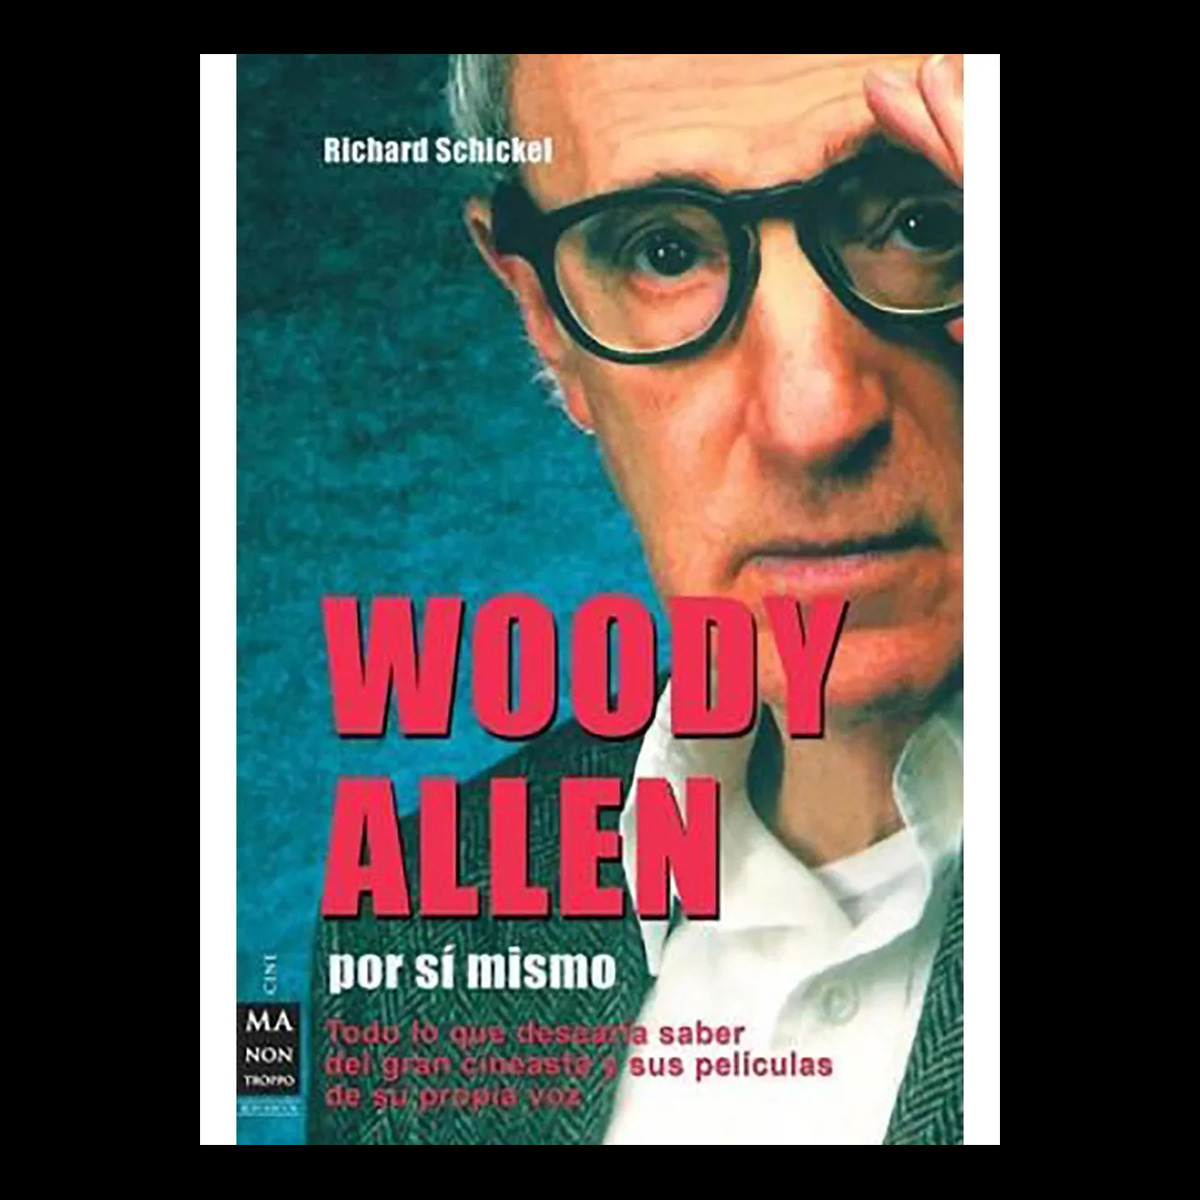 Richard Schickel
WOODY
ALLEN
por sí mismo
Todo lo que desearía saber
del gran cineasta y sus películas
de su propia voz
CINE
MA
NON
TROPPO